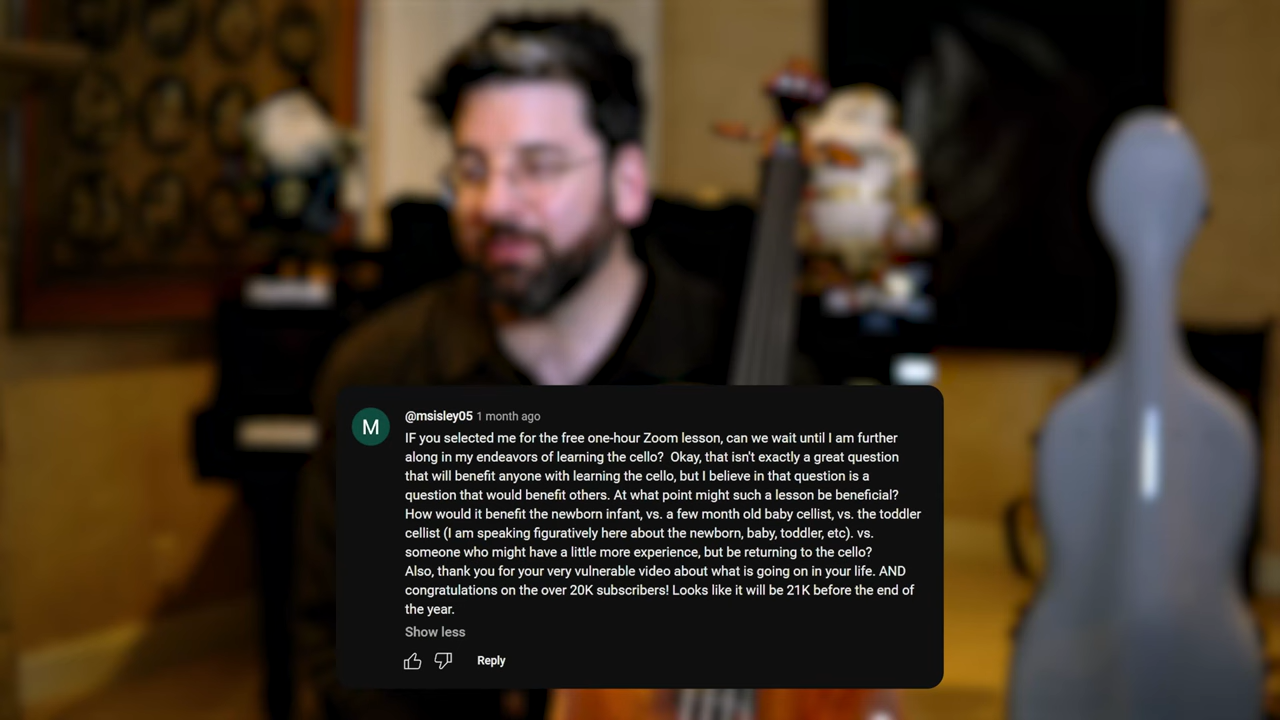 M
@msisley05 1 month ago
IF you selected me for the free one-hour Zoom lesson, can we wait until I am further
along in my endeavors of learning the cello?  Okay, that isn't exactly a great question
that will benefit anyone with learning the cello, but I believe in that question is a
question that would benefit others. At what point might such a lesson be beneficial?
How would it benefit the newborn infant, vs. a few month old baby cellist, vs. the toddler
cellist (I am speaking figuratively here about the newborn, baby, toddler, etc). vs.
someone who might have a little more experience, but be returning to the cello?
Also, thank you for your very vulnerable video about what is going on in your life. AND
congratulations on the over 20K subscribers! Looks like it will be 21K before the end of
the year.
Show less
Reply